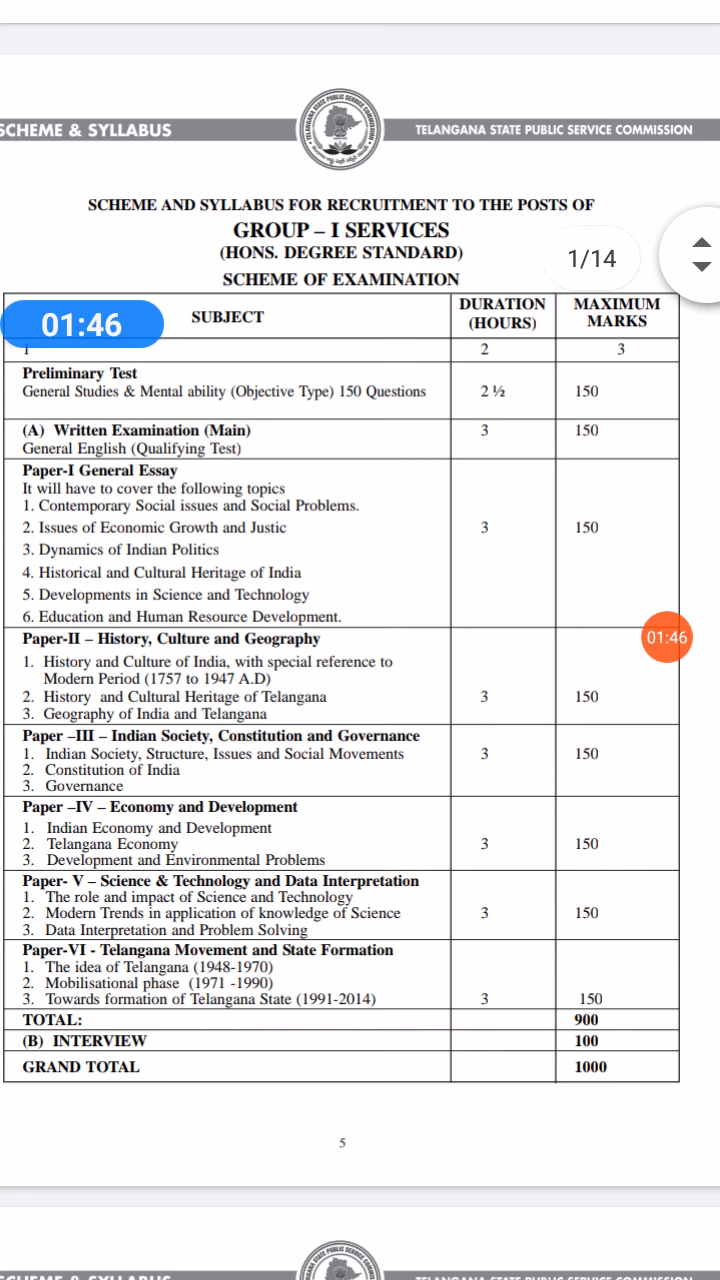 SCHEME & SYLLABUS
TELANGANA STATE PUBLIC SERVICE COMMISSION
SCHEME AND SYLLABUS FOR RECRUITMENT TO THE POSTS OF
GROUP – I SERVICES
(HONS. DEGREE STANDARD)
1/14
SCHEME OF EXAMINATION
01:46
SUBJECT
DURATION (HOURS)
MAXIMUM MARKS
1 2 3
Preliminary Test
General Studies & Mental ability (Objective Type) 150 Questions 2 ½ 150
(A) Written Examination (Main) 3 150
General English (Qualifying Test)
Paper-I General Essay
It will have to cover the following topics
1. Contemporary Social issues and Social Problems.
2. Issues of Economic Growth and Justic 3 150
3. Dynamics of Indian Politics
4. Historical and Cultural Heritage of India
5. Developments in Science and Technology
6. Education and Human Resource Development.
Paper-II – History, Culture and Geography
01:46
1. History and Culture of India, with special reference to
Modern Period (1757 to 1947 A.D)
2. History and Cultural Heritage of Telangana 3 150
3. Geography of India and Telangana
Paper –III – Indian Society, Constitution and Governance
1. Indian Society, Structure, Issues and Social Movements 3 150
2. Constitution of India
3. Governance
Paper –IV – Economy and Development
1. Indian Economy and Development
2. Telangana Economy 3 150
3. Development and Environmental Problems
Paper- V – Science & Technology and Data Interpretation
1. The role and impact of Science and Technology
2. Modern Trends in application of knowledge of Science 3 150
3. Data Interpretation and Problem Solving
Paper-VI - Telangana Movement and State Formation
1. The idea of Telangana (1948-1970)
2. Mobilisational phase (1971 -1990)
3. Towards formation of Telangana State (1991-2014) 3 150
TOTAL: 900
(B) INTERVIEW 100
GRAND TOTAL 1000
5